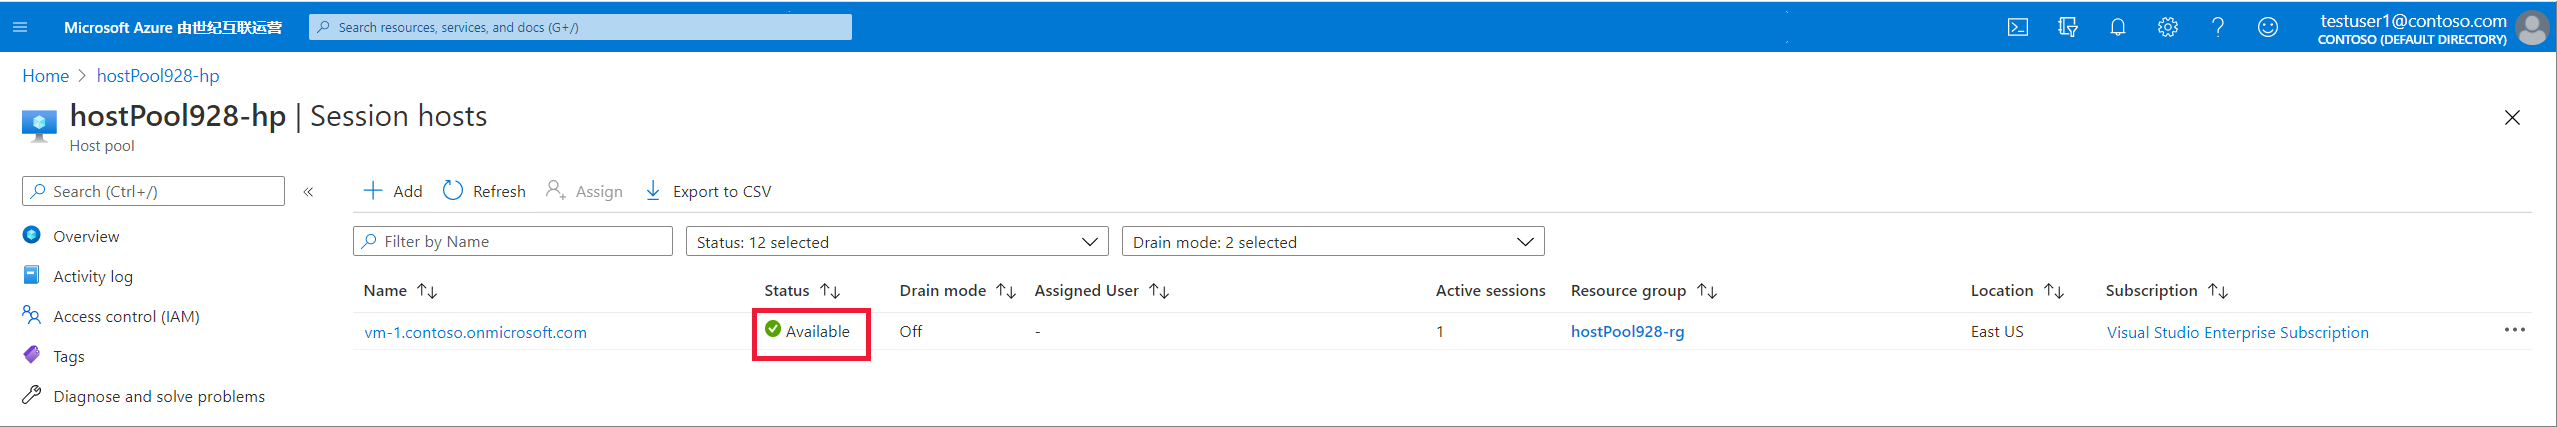 Microsoft Azure 由世纪互联运营
Search resources, services, and docs (G+/)
testuser1@contoso.com
CONTOSO (DEFAULT DIRECTORY)
Home > hostPool928-hp
hostPool928-hp | Session hosts
Host pool
Search (Ctrl+/)
«
Add Refresh Assign Export to CSV
Overview
Activity log
Access control (IAM)
Tags
Diagnose and solve problems
Filter by Name
Status: 12 selected
Drain mode: 2 selected
Name Status Drain mode Assigned User Active sessions Resource group Location Subscription
vm-1.contoso.onmicrosoft.com Available Off - 1 hostPool928-rg East US Visual Studio Enterprise Subscription